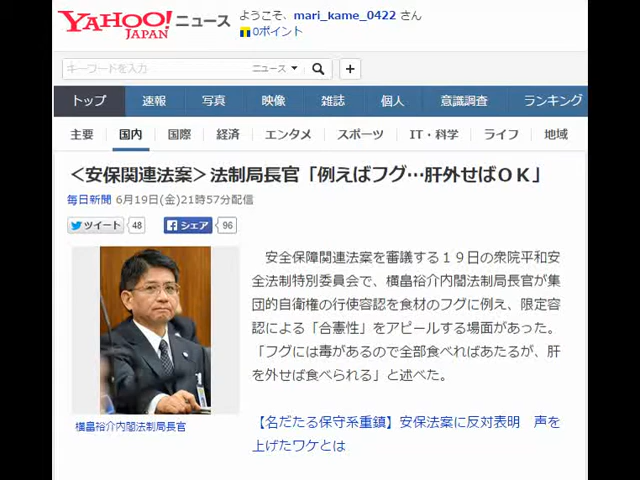 YAHOO! ニュース
JAPAN
ようこそ、mari_kame_0422 さん
0ポイント
キーワードを入力
ニュース
トップ 速報 写真 映像 雑誌 個人 意識調査 ランキング
主要 国内 国際 経済 エンタメ スポーツ IT・科学 ライフ 地域
＜安保関連法案＞法制局長官「例えばフグ…肝外せばＯＫ」
毎日新聞 6月19日(金)21時57分配信
ツイート 48 シェア 96
安全保障関連法案を審議する１９日の衆院平和安
全法制特別委員会で、横畠裕介内閣法制局長官が集
団的自衛権の行使容認を食材のフグに例え、限定容
認による「合憲性」をアピールする場面があった。
「フグには毒があるので全部食べればあたるが、肝
を外せば食べられる」と述べた。
横畠裕介内閣法制局長官
【名だたる保守系重鎮】安保法案に反対表明 声を
上げたワケとは